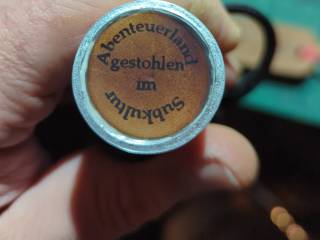 Abenteuerland
gestohlen
im
Subkultur